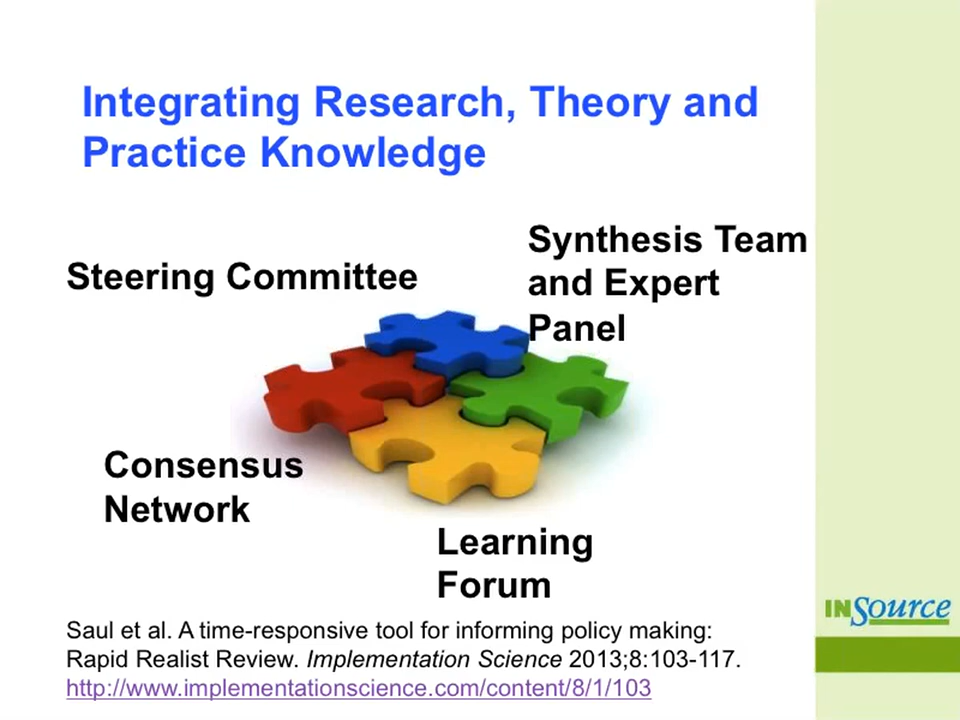 Integrating Research, Theory and
Practice Knowledge
Steering Committee
Synthesis Team
and Expert
Panel
Consensus
Network
Learning
Forum
INSource
Saul et al. A time-responsive tool for informing policy making:
Rapid Realist Review. Implementation Science 2013;8:103-117.
http://www.implementationscience.com/content/8/1/103